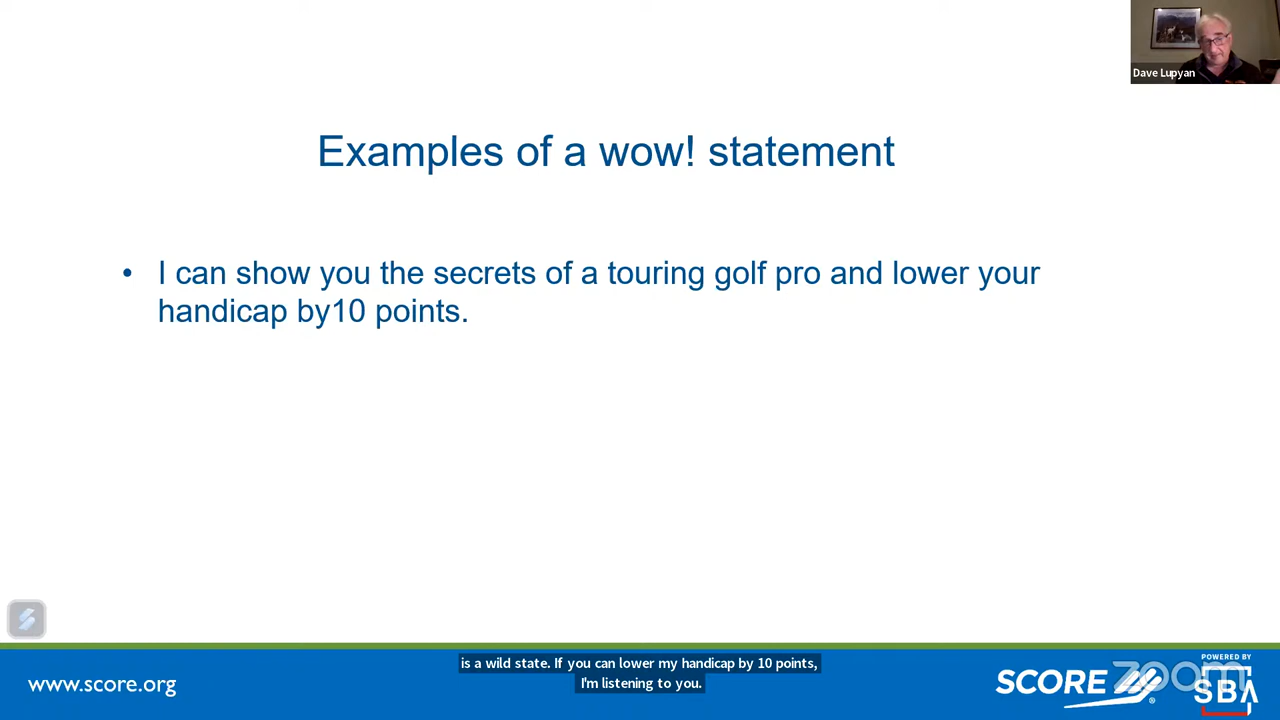 Dave Lupyan
Examples of a wow! statement
• I can show you the secrets of a touring golf pro and lower your
handicap by10 points.
is a wild state. If you can lower my handicap by 10 points,
I'm listening to you.
www.score.org
SCORE
®
zoom
POWERED BY
SBA